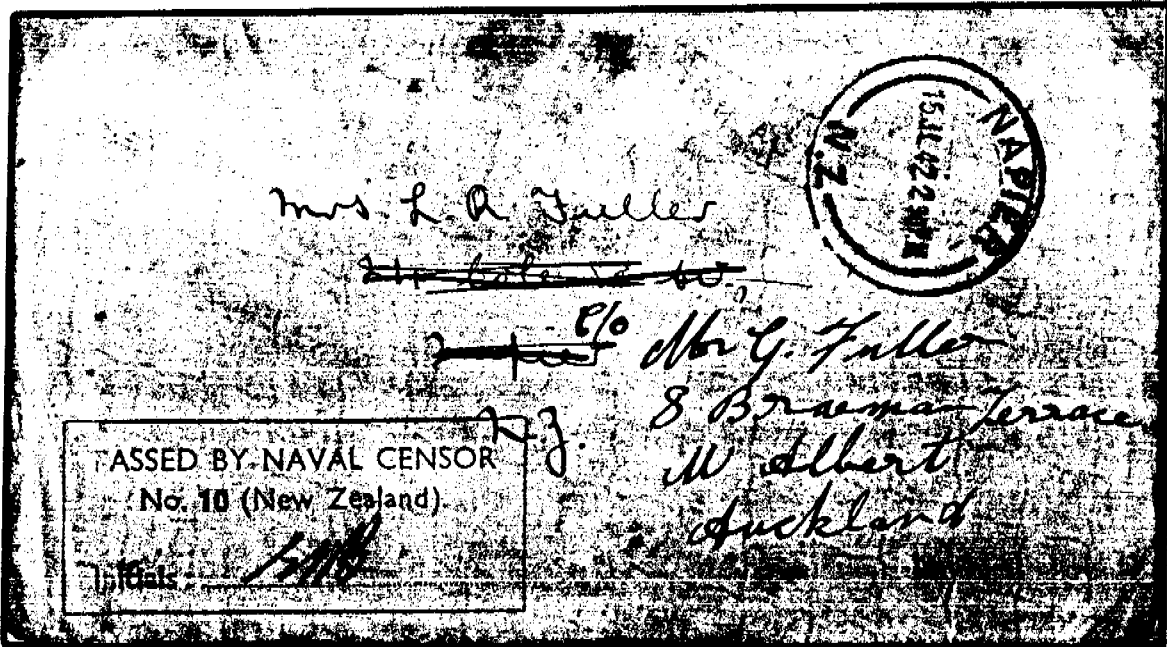 NAPIER
15 JL 42 2
N.Z.
Mrs. L. R Fuller
C/o Mr G. Fuller
8 Braemar Terrace
Mt Albert
Auckland
N.Z.
ASSED BY NAVAL CENSOR
No. 10 (New Zealand)
Initials :